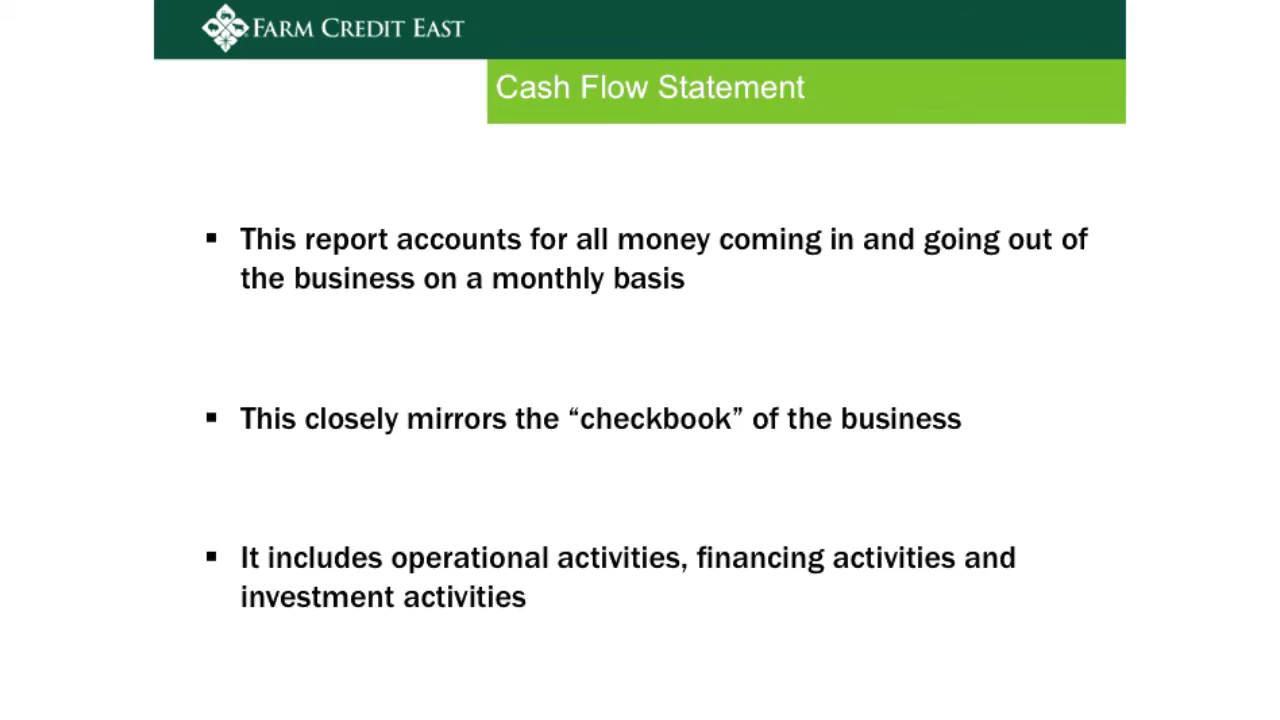 FARM CREDIT EAST
Cash Flow Statement
▪ This report accounts for all money coming in and going out of
the business on a monthly basis
▪ This closely mirrors the “checkbook” of the business
▪ It includes operational activities, financing activities and
investment activities